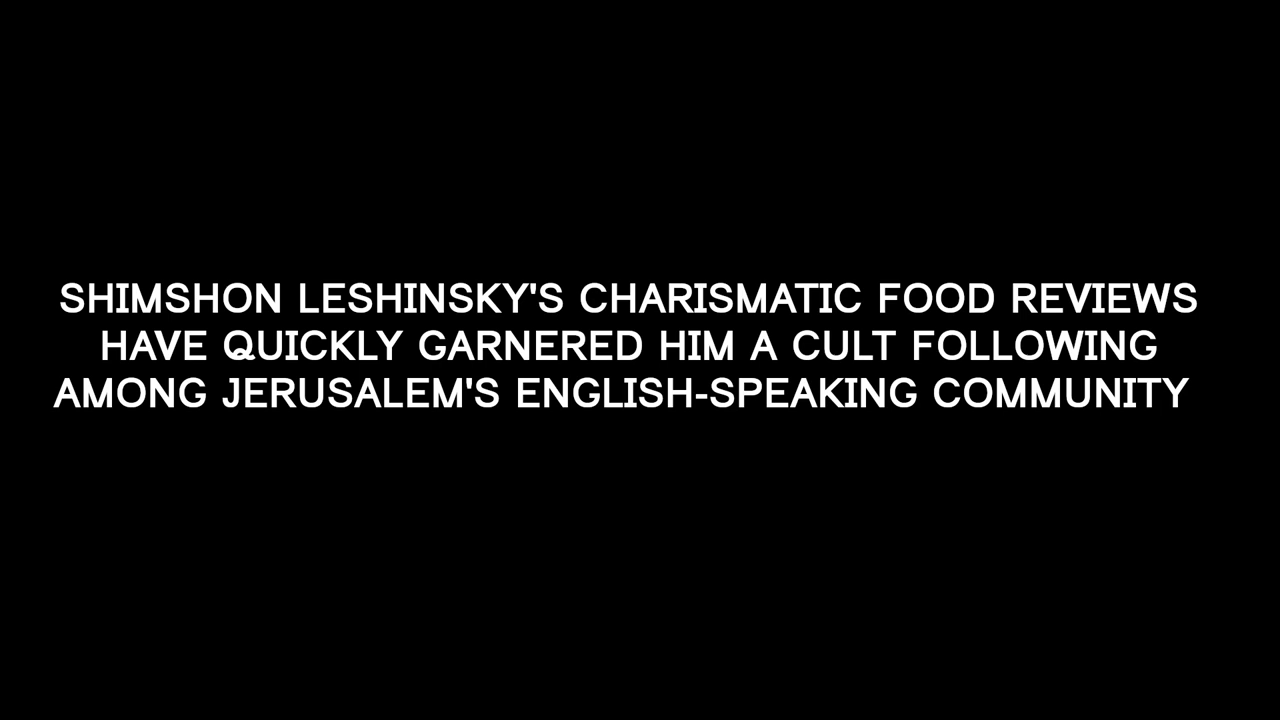 SHIMSHON LESHINSKY'S CHARISMATIC FOOD REVIEWS
HAVE QUICKLY GARNERED HIM A CULT FOLLOWING
AMONG JERUSALEM'S ENGLISH-SPEAKING COMMUNITY